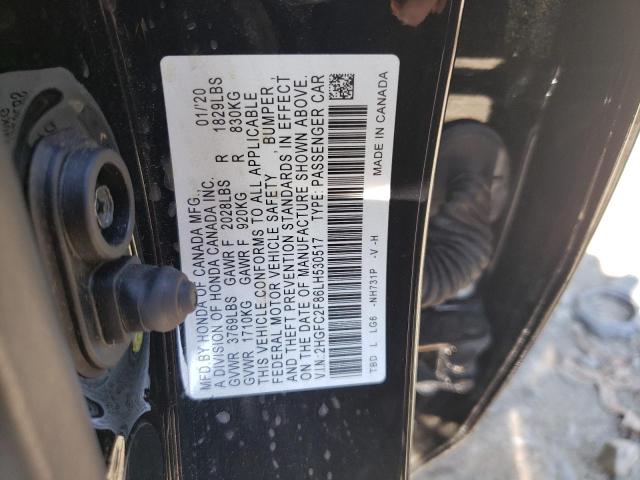 MFD.BY HONDA OF CANADA MFG., 01/20
A DIVISION OF HONDA CANADA INC.
GVWR 3769LBS GAWR F 2028LBS R 1829LBS
GVWR 1710KG GAWR F 920KG R 830KG
THIS VEHICLE CONFORMS TO ALL APPLICABLE
FEDERAL MOTOR VEHICLE SAFETY , BUMPER ,
AND THEFT PREVENTION STANDARDS IN EFFECT
ON THE DATE OF MANUFACTURE SHOWN ABOVE.
V.I.N.:2HGFC2F86LH530517 TYPE: PASSENGER CAR
TBD L LG6 -NH731P -V -H MADE IN CANADA